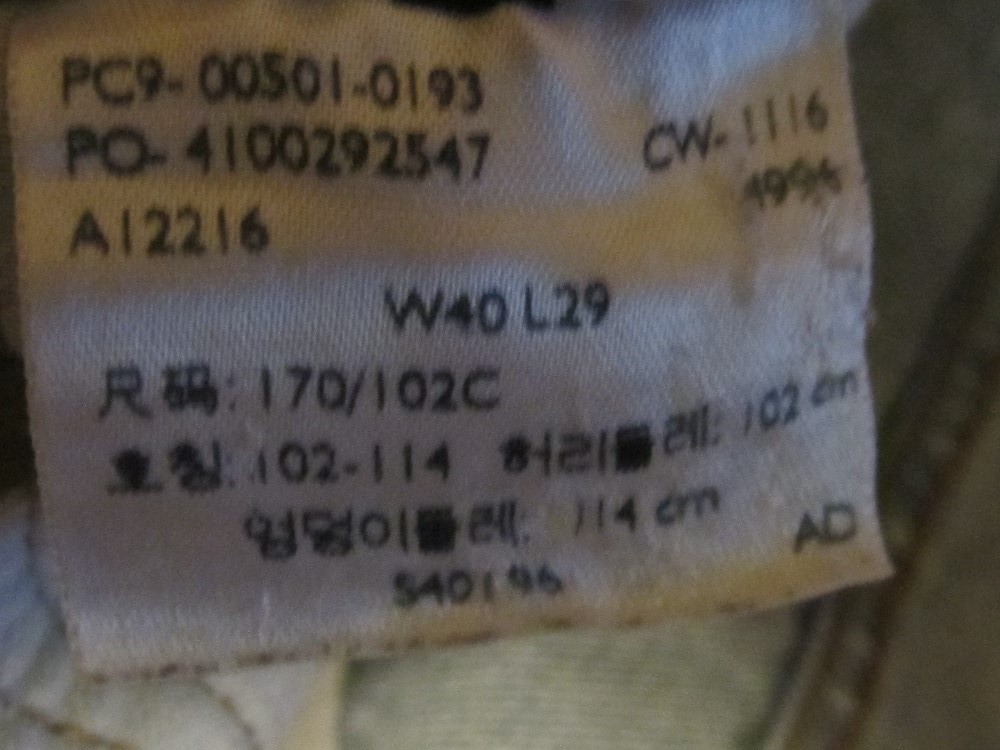 PC9- 00501-0193
PO- 4100292547
CW- 1116
A12216
W40 L29
尺码: 170/102C
호칭: 102-114 허리둘레: 102 cm
엉덩이둘레: 114 cm
AD
540196